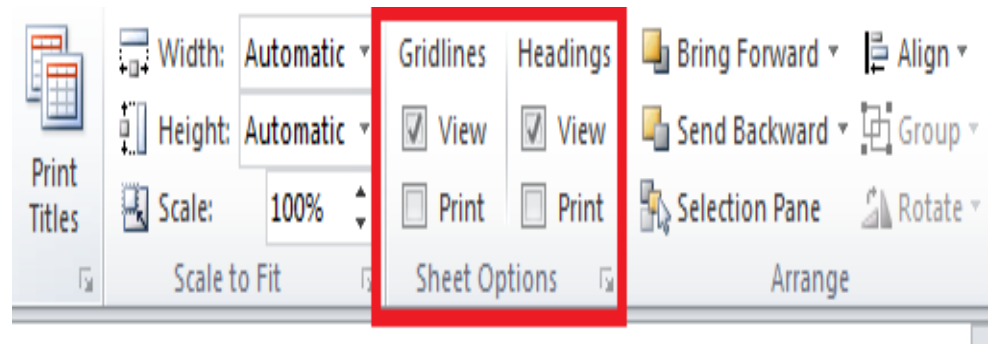 Print
Titles
Width: Automatic
Height: Automatic
Scale: 100%
Scale to Fit
Gridlines Headings
View View
Print Print
Sheet Options
Bring Forward Align
Send Backward Group
Selection Pane Rotate
Arrange